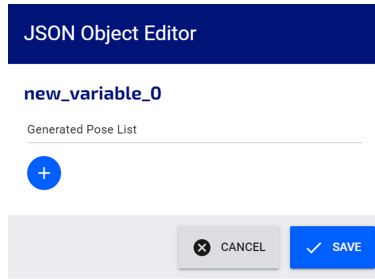 JSON Object Editor
new_variable_0
Generated Pose List
CANCEL
SAVE